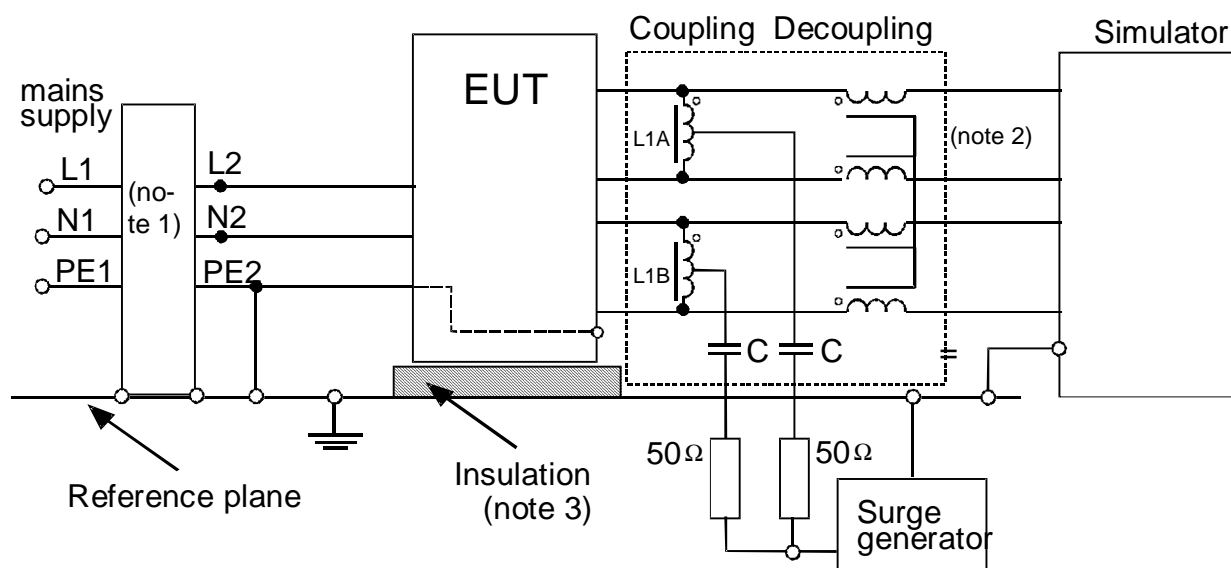 Coupling Decoupling
Simulator
EUT
mains
supply
L1
L2
(no-
te 1)
N1
N2
PE1
PE2
L1A
(note 2)
L1B
C
C
=
50Ω
50Ω
Reference plane
Insulation
(note 3)
Surge
generator